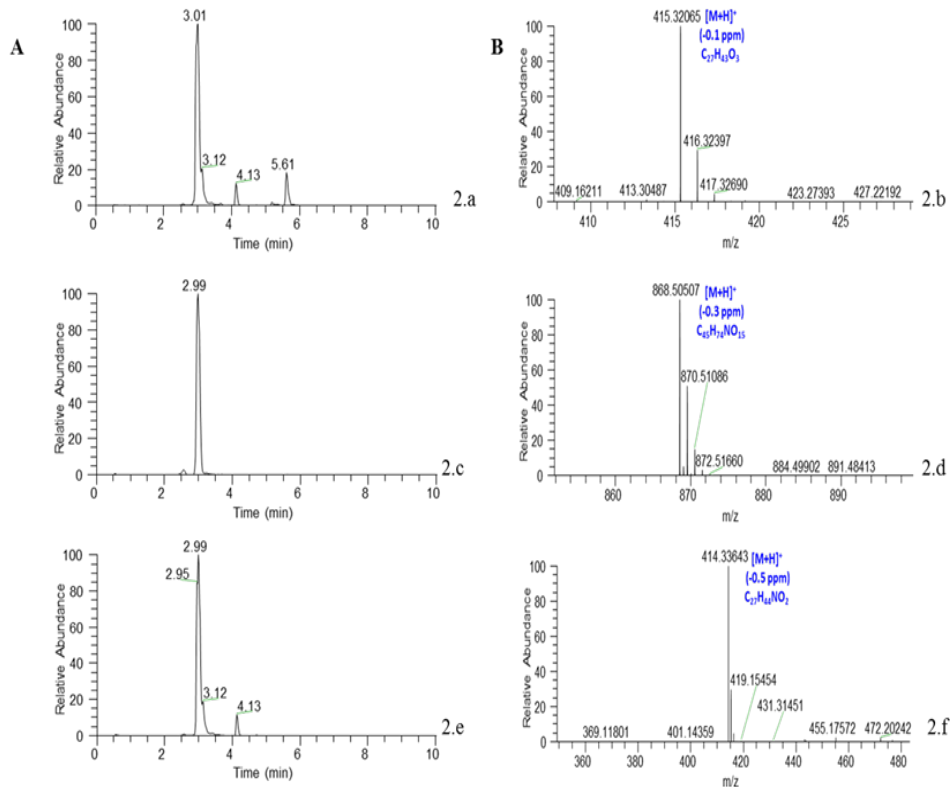 A
B
Relative Abundance
100
80
60
40
20
0
3.01
3.12
4.13
5.61
0 2 4 6 8 10
Time (min)
2.a
Relative Abundance
100
80
60
40
20
0
415.32065
[M+H]⁺
(-0.1 ppm)
C₂₇H₄₃O₃
416.32397
417.32690
409.16211
413.30487
423.27393
427.22192
410 415 420 425
m/z
2.b
Relative Abundance
100
80
60
40
20
0
2.99
0 2 4 6 8 10
Time (min)
2.c
Relative Abundance
100
80
60
40
20
0
868.50507
[M+H]⁺
(-0.3 ppm)
C₄₅H₇₄NO₁₅
870.51086
872.51660
884.49902
891.48413
860 870 880 890
m/z
2.d
Relative Abundance
100
80
60
40
20
0
2.99
2.95
3.12
4.13
0 2 4 6 8 10
Time (min)
2.e
Relative Abundance
100
80
60
40
20
0
414.33643
[M+H]⁺
(-0.5 ppm)
C₂₇H₄₄NO₂
419.15454
431.31451
369.11801
401.14359
455.17572
472.20242
360 380 400 420 440 460 480
m/z
2.f